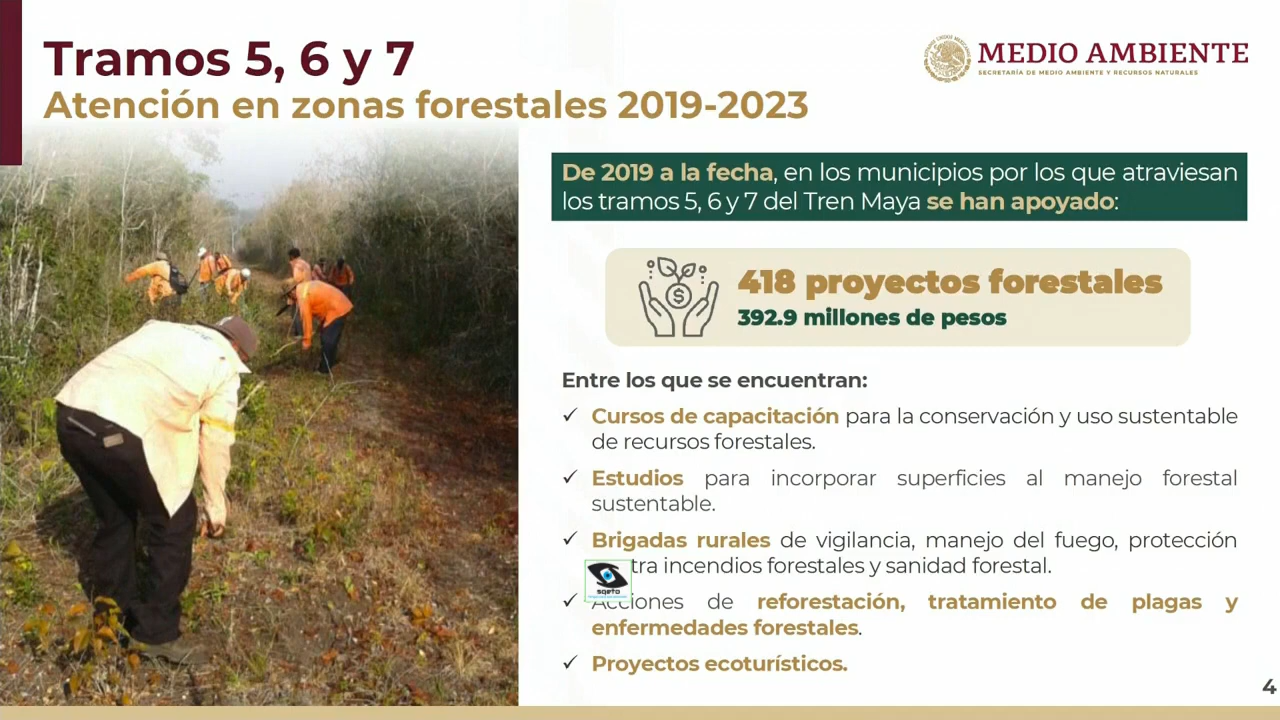 Tramos 5, 6 y 7
Atención en zonas forestales 2019-2023
MEDIO AMBIENTE
SECRETARÍA DE MEDIO AMBIENTE Y RECURSOS NATURALES
De 2019 a la fecha, en los municipios por los que atraviesan
los tramos 5, 6 y 7 del Tren Maya se han apoyado:
418 proyectos forestales
392.9 millones de pesos
Entre los que se encuentran:
✓ Cursos de capacitación para la conservación y uso sustentable
de recursos forestales.
✓ Estudios para incorporar superficies al manejo forestal
sustentable.
✓ Brigadas rurales de vigilancia, manejo del fuego, protección
tra incendios forestales y sanidad forestal.
sqeto
✓ Acciones de reforestación, tratamiento de plagas y
enfermedades forestales.
✓ Proyectos ecoturísticos.
4